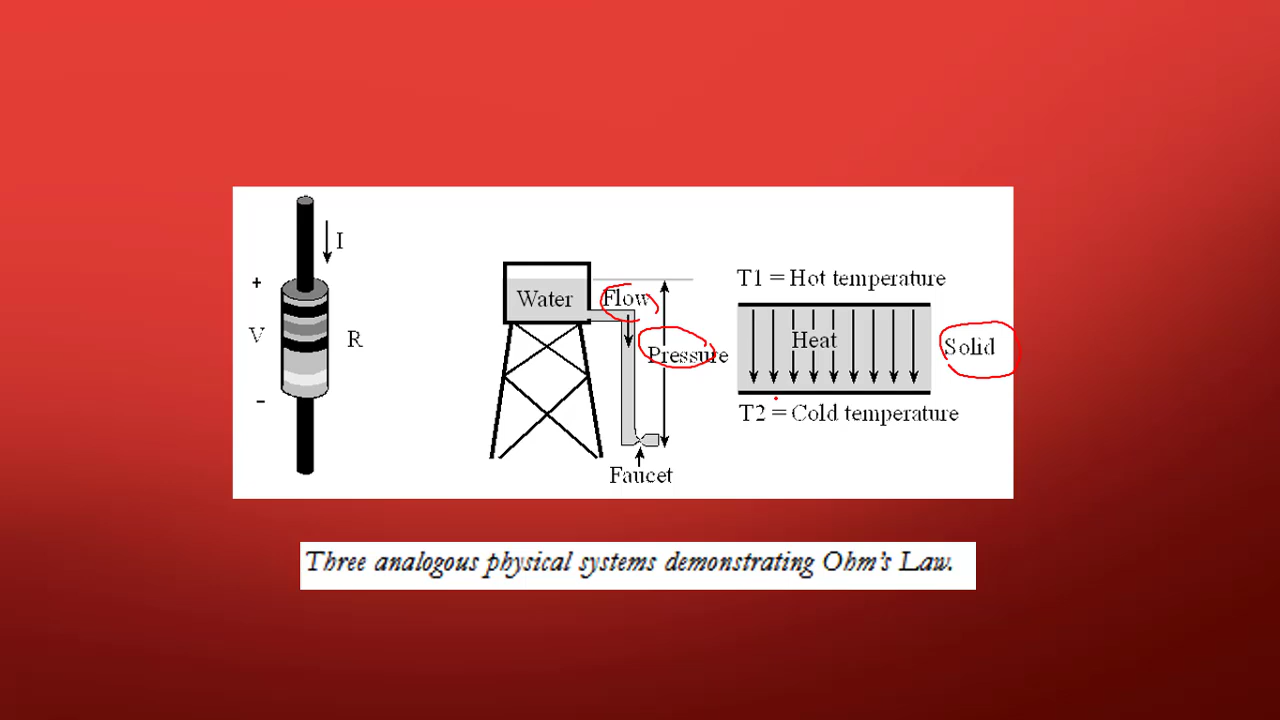 I
+
V
R
-
Water
Flow
Pressure
Faucet
T1 = Hot temperature
Heat
Solid
T2 = Cold temperature
Three analogous physical systems demonstrating Ohm's Law.